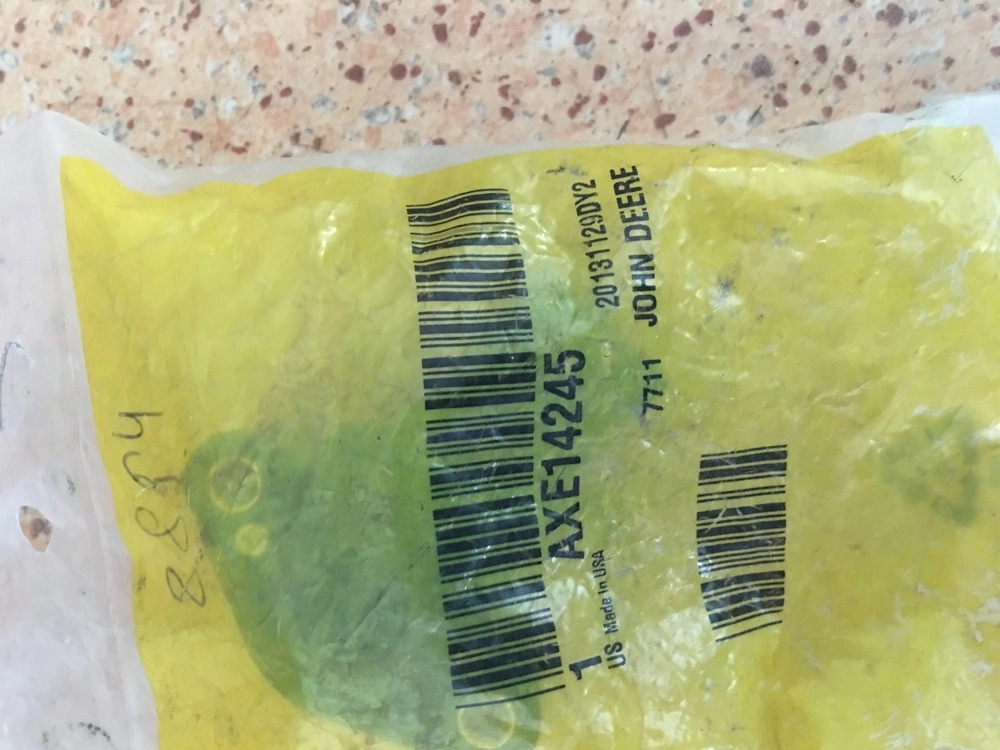 8884
AXE14245
1
US Made In USA
20131129DY2
7711 JOHN DEERE